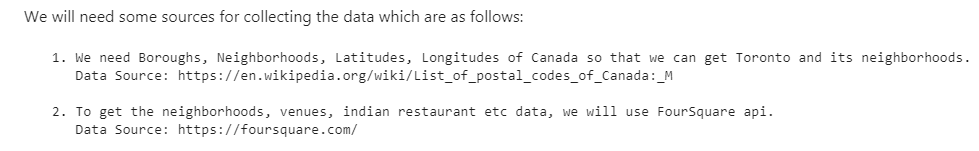 We will need some sources for collecting the data which are as follows:
1. We need Boroughs, Neighborhoods, Latitudes, Longitudes of Canada so that we can get Toronto and its neighborhoods.
Data Source: https://en.wikipedia.org/wiki/List_of_postal_codes_of_Canada:_M
2. To get the neighborhoods, venues, indian restaurant etc data, we will use FourSquare api.
Data Source: https://foursquare.com/